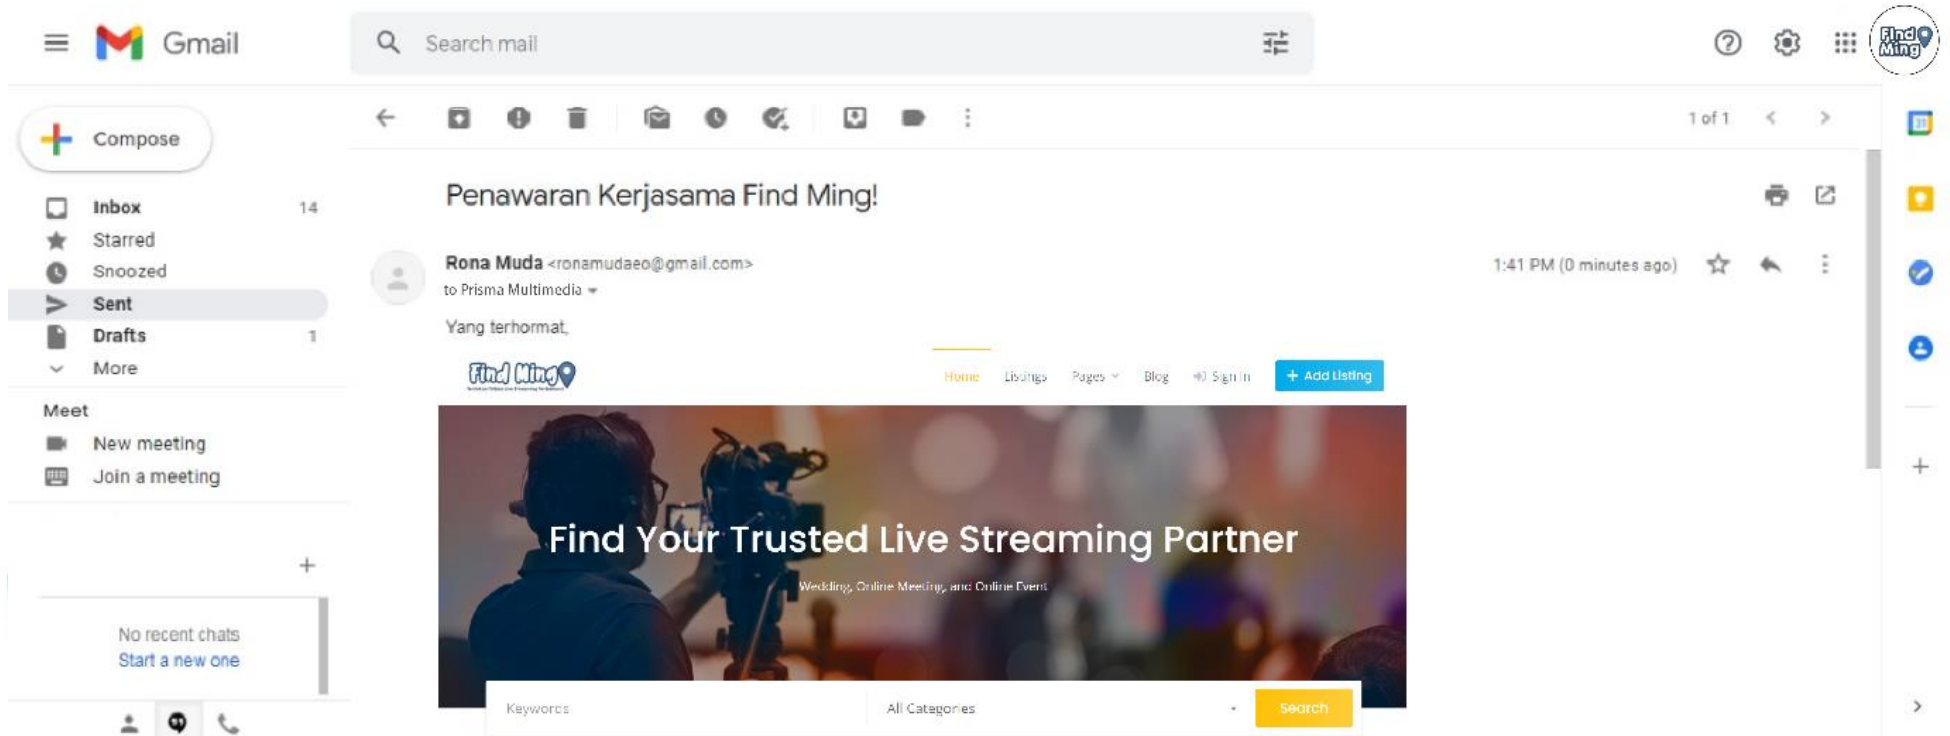 Gmail
Search mail
Find
Ming
Compose
1 of 1
31
Inbox 14
Starred
Snoozed
Sent
Drafts 1
More
Meet
New meeting
Join a meeting
No recent chats
Start a new one
Penawaran Kerjasama Find Ming!
Rona Muda <ronamudaeo@gmail.com> 1:41 PM (0 minutes ago)
to Prisma Multimedia
Yang terhormat,
Find Ming
Home Listings Pages Blog Sign In + Add Listing
Find Your Trusted Live Streaming Partner
Wedding, Online Meeting, and Online Event
Keywords All Categories Search